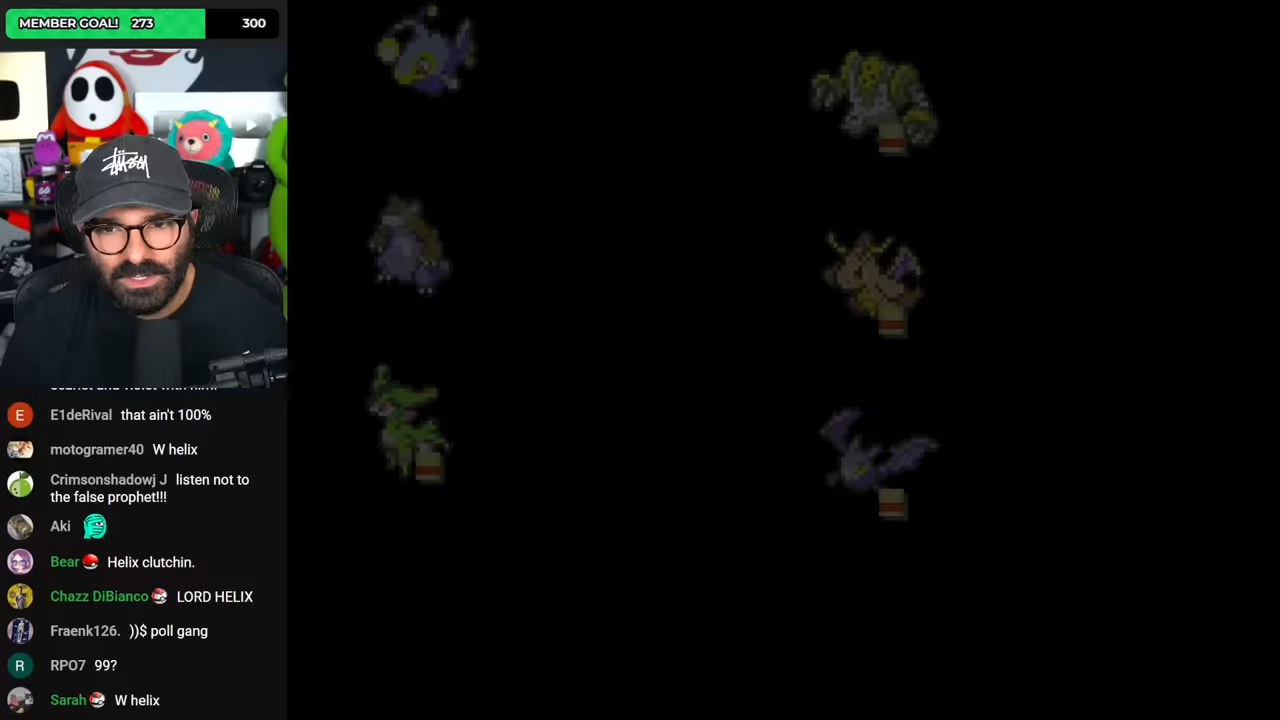 MEMBER GOAL! 273 300
STÜSSY
E1deRival that ain't 100%
motogramer40 W helix
Crimsonshadowj J listen not to
the false prophet!!!
Aki
Bear Helix clutchin.
Chazz DiBianco LORD HELIX
Fraenk126. ))$ poll gang
RPO7 99?
Sarah W helix